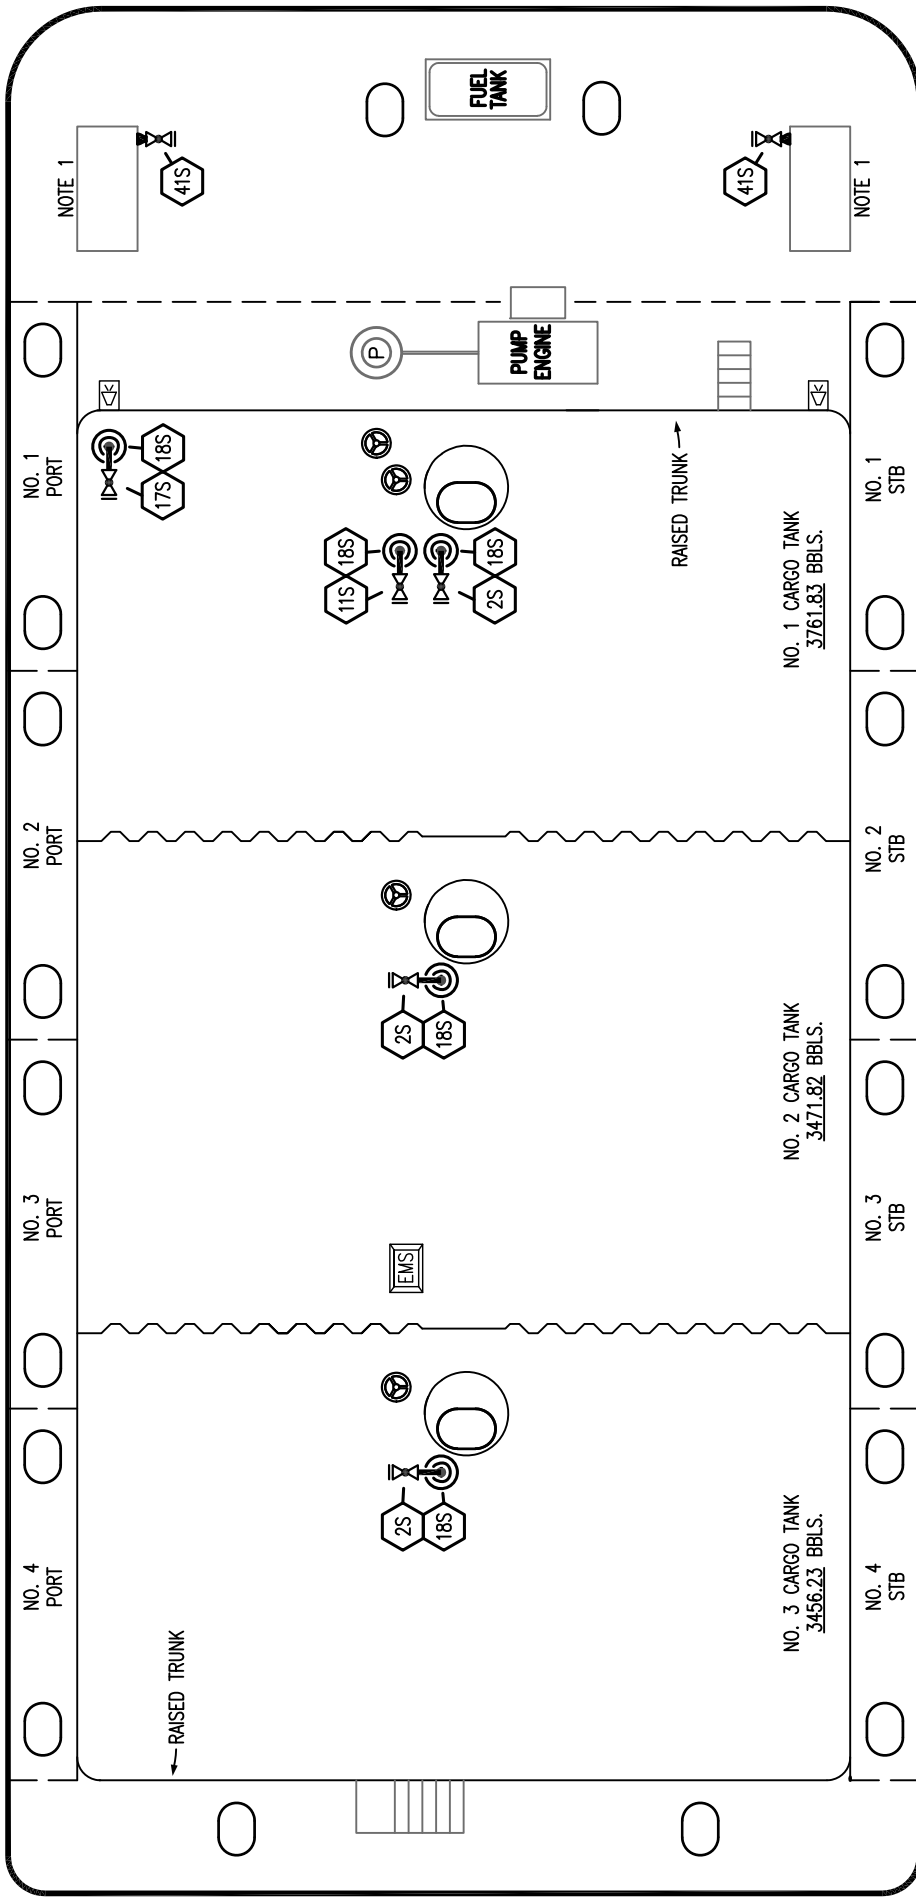 NOTE 1
41S
FUEL
TANK
41S
NOTE 1
P
PUMP
ENGINE
NO. 1
PORT
18S
17S
18S
11S
18S
2S
RAISED TRUNK
NO. 1 CARGO TANK
3761.83 BBLS.
NO. 1
STB
NO. 2
PORT
2S
18S
NO. 2 CARGO TANK
3471.82 BBLS.
NO. 2
STB
NO. 3
PORT
EMS
NO. 3
STB
2S
18S
NO. 3 CARGO TANK
3456.23 BBLS.
NO. 4
PORT
RAISED TRUNK
NO. 4
STB